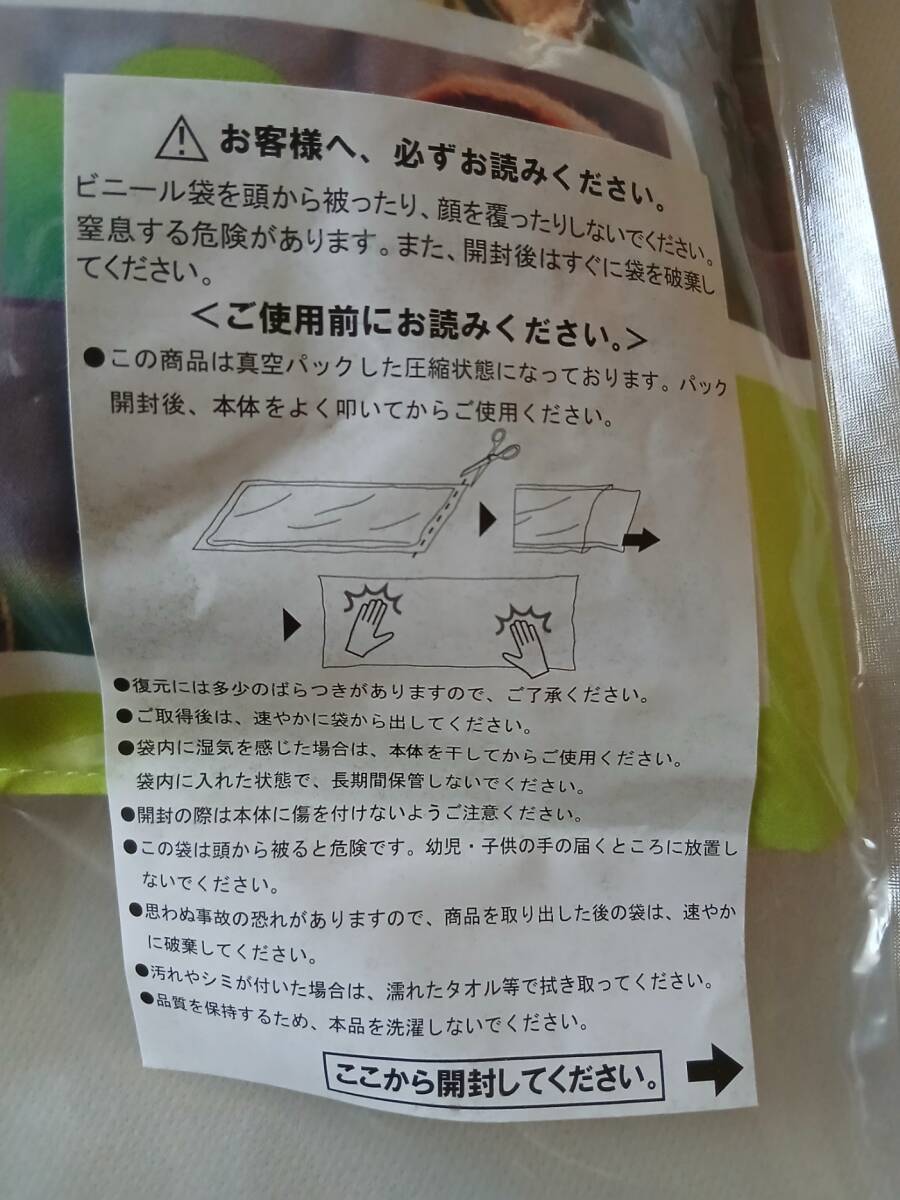 お客様へ、必ずお読みください。
ビニール袋を頭から被ったり、顔を覆ったりしないでください。
窒息する危険があります。また、開封後はすぐに袋を破棄し
てください。
＜ご使用前にお読みください。＞
●この商品は真空パックした圧縮状態になっております。パック
開封後、本体をよく叩いてからご使用ください。
●復元には多少のばらつきがありますので、ご了承ください。
●ご取得後は、速やかに袋から出してください。
●袋内に湿気を感じた場合は、本体を干してからご使用ください。
袋内に入れた状態で、長期間保管しないでください。
●開封の際は本体に傷を付けないようご注意ください。
●この袋は頭から被ると危険です。幼児・子供の手の届くところに放置し
ないでください。
●思わぬ事故の恐れがありますので、商品を取り出した後の袋は、速やか
に破棄してください。
●汚れやシミが付いた場合は、濡れたタオル等で拭き取ってください。
●品質を保持するため、本品を洗濯しないでください。
ここから開封してください。